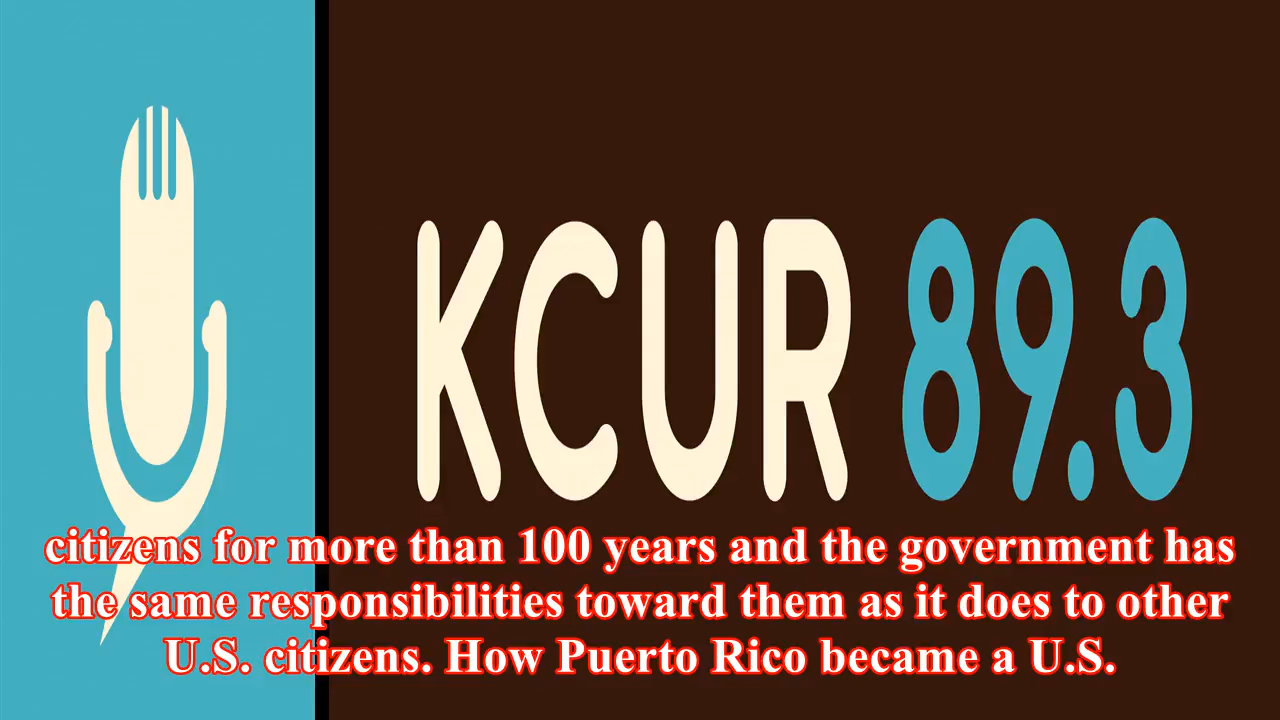 KCUR 89.3
citizens for more than 100 years and the government has
the same responsibilities toward them as it does to other
U.S. citizens. How Puerto Rico became a U.S.